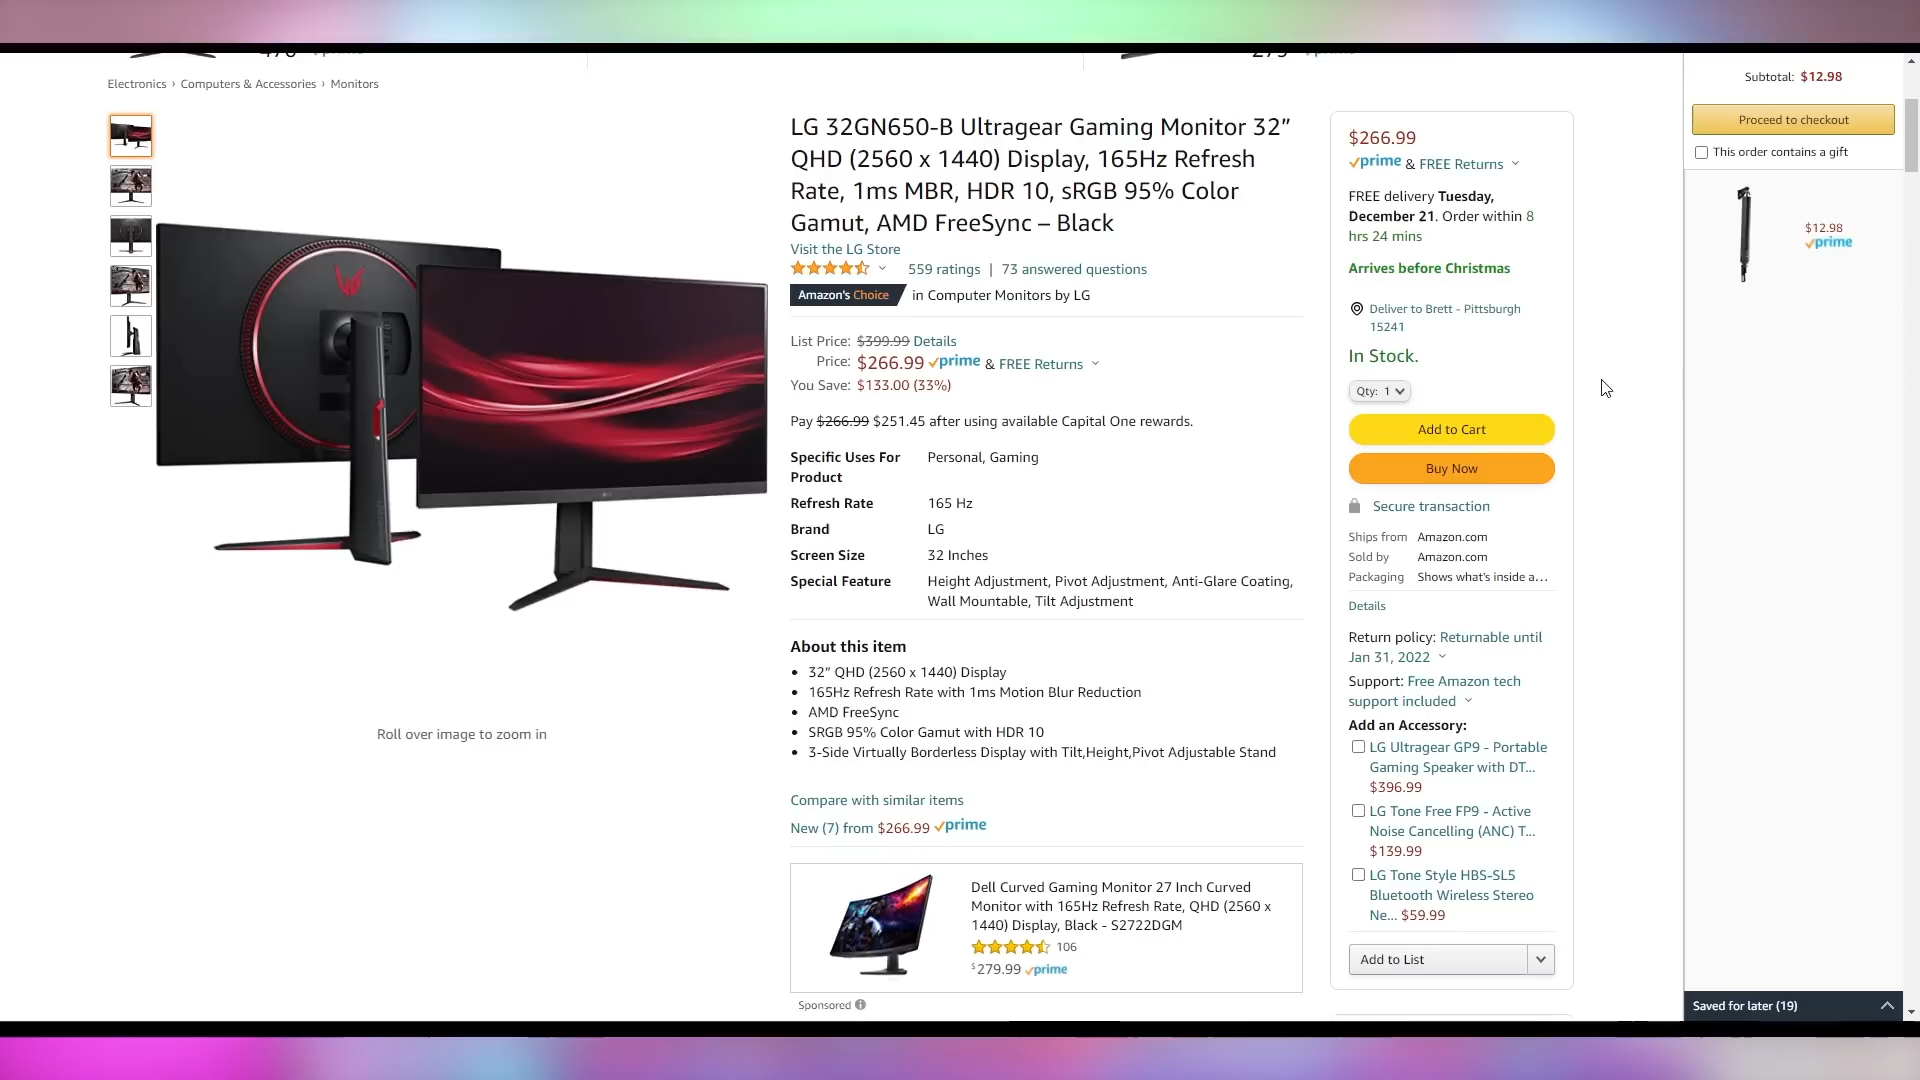 Electronics › Computers & Accessories › Monitors
LG 32GN650-B Ultragear Gaming Monitor 32”
QHD (2560 x 1440) Display, 165Hz Refresh
Rate, 1ms MBR, HDR 10, sRGB 95% Color
Gamut, AMD FreeSync – Black
Visit the LG Store
559 ratings | 73 answered questions
Amazon's Choice in Computer Monitors by LG
List Price: $399.99 Details
Price: $266.99 prime & FREE Returns
You Save: $133.00 (33%)
Pay $266.99 $251.45 after using available Capital One rewards.
Specific Uses For Product Personal, Gaming
Refresh Rate 165 Hz
Brand LG
Screen Size 32 Inches
Special Feature Height Adjustment, Pivot Adjustment, Anti-Glare Coating,
Wall Mountable, Tilt Adjustment
About this item
• 32” QHD (2560 x 1440) Display
• 165Hz Refresh Rate with 1ms Motion Blur Reduction
• AMD FreeSync
• SRGB 95% Color Gamut with HDR 10
• 3-Side Virtually Borderless Display with Tilt,Height,Pivot Adjustable Stand
Compare with similar items
New (7) from $266.99 prime
Roll over image to zoom in
Dell Curved Gaming Monitor 27 Inch Curved
Monitor with 165Hz Refresh Rate, QHD (2560 x
1440) Display, Black - S2722DGM
106
$279.99 prime
Sponsored
$266.99
prime & FREE Returns
FREE delivery Tuesday,
December 21. Order within 8
hrs 24 mins
Arrives before Christmas
Deliver to Brett - Pittsburgh
15241
In Stock.
Qty: 1
Add to Cart
Buy Now
Secure transaction
Ships from Amazon.com
Sold by Amazon.com
Packaging Shows what's inside a...
Details
Return policy: Returnable until
Jan 31, 2022
Support: Free Amazon tech
support included
Add an Accessory:
LG Ultragear GP9 - Portable
Gaming Speaker with DT...
$396.99
LG Tone Free FP9 - Active
Noise Cancelling (ANC) T...
$139.99
LG Tone Style HBS-SL5
Bluetooth Wireless Stereo
Ne... $59.99
Add to List
Subtotal: $12.98
Proceed to checkout
This order contains a gift
$12.98
prime
Saved for later (19)